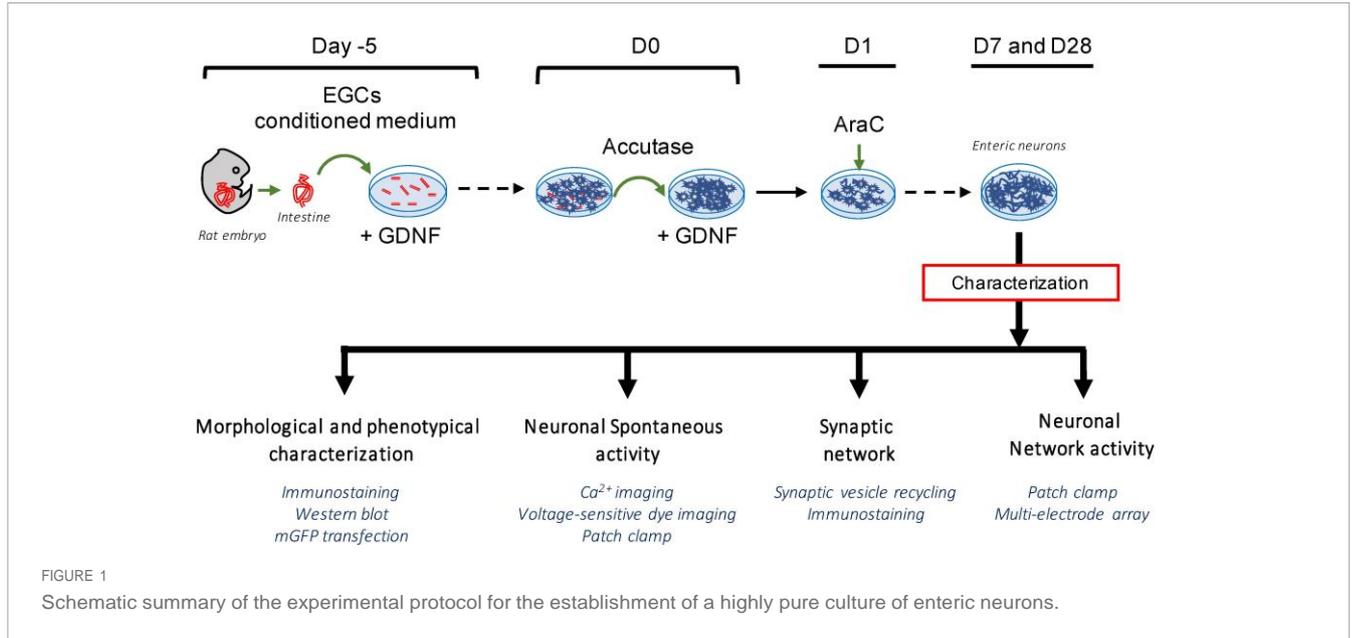 Day -5
D0
D1
D7 and D28
EGCs
conditioned medium
Accutase
AraC
Enteric neurons
Rat embryo
Intestine
+ GDNF
+ GDNF
Characterization
Morphological and phenotypical
characterization
Immunostaining
Western blot
mGFP transfection
Neuronal Spontaneous
activity
Ca²⁺ imaging
Voltage-sensitive dye imaging
Patch clamp
Synaptic
network
Synaptic vesicle recycling
Immunostaining
Neuronal
Network activity
Patch clamp
Multi-electrode array
FIGURE 1
Schematic summary of the experimental protocol for the establishment of a highly pure culture of enteric neurons.